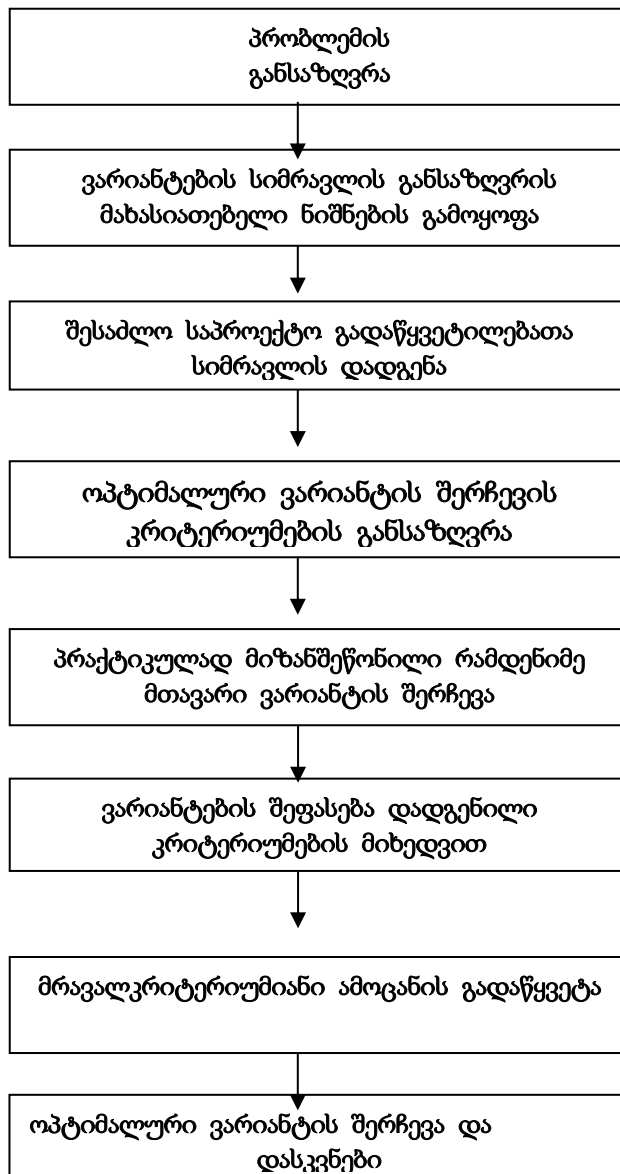 პრობლემის
განსაზღვრა
ვარიანტების სიმრავლის განსაზღვრის
მახასიათებელი ნიშნების გამოყოფა
შესაძლო საპროექტო გადაწყვეტილებათა
სიმრავლის დადგენა
ოპტიმალური ვარიანტის შერჩევის
კრიტერიუმების განსაზღვრა
პრაქტიკულად მიზანშეწონილი რამდენიმე
მთავარი ვარიანტის შერჩევა
ვარიანტების შეფასება დადგენილი
კრიტერიუმების მიხედვით
მრავალკრიტერიუმიანი ამოცანის გადაწყვეტა
ოპტიმალური ვარიანტის შერჩევა და
დასკვნები